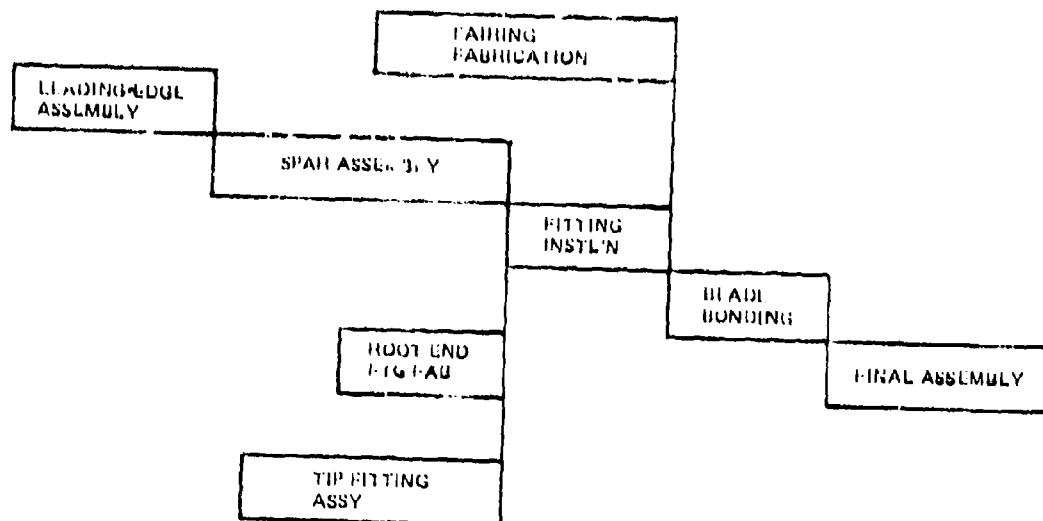 FAIRING
FABRICATION
LEADING-EDGE
ASSEMBLY
SPAR ASSEMBLY
FITTING
INSTL'N
BLADE
BONDING
ROOT END
FTG FAB
FINAL ASSEMBLY
TIP FITTING
ASSY